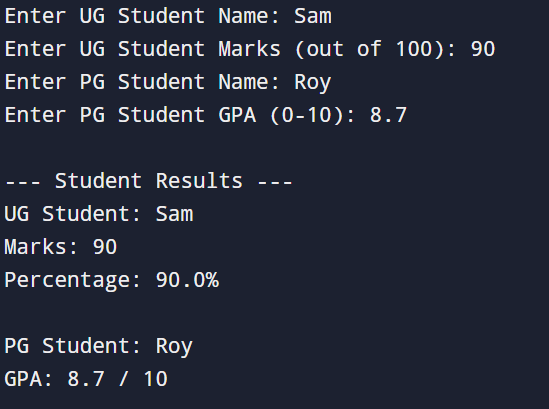 Enter UG Student Name: Sam
Enter UG Student Marks (out of 100): 90
Enter PG Student Name: Roy
Enter PG Student GPA (0-10): 8.7
--- Student Results ---
UG Student: Sam
Marks: 90
Percentage: 90.0%
PG Student: Roy
GPA: 8.7 / 10